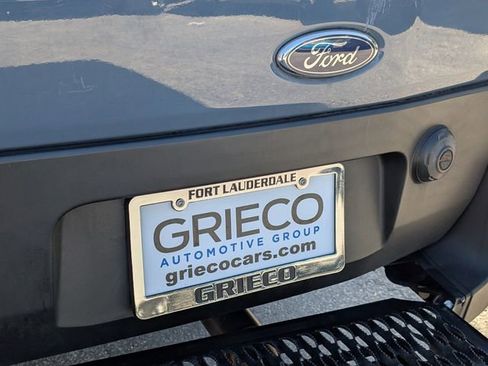 Ford
FORT LAUDERDALE
GRIECO
AUTOMOTIVE GROUP
griecocars.com
GRIECO